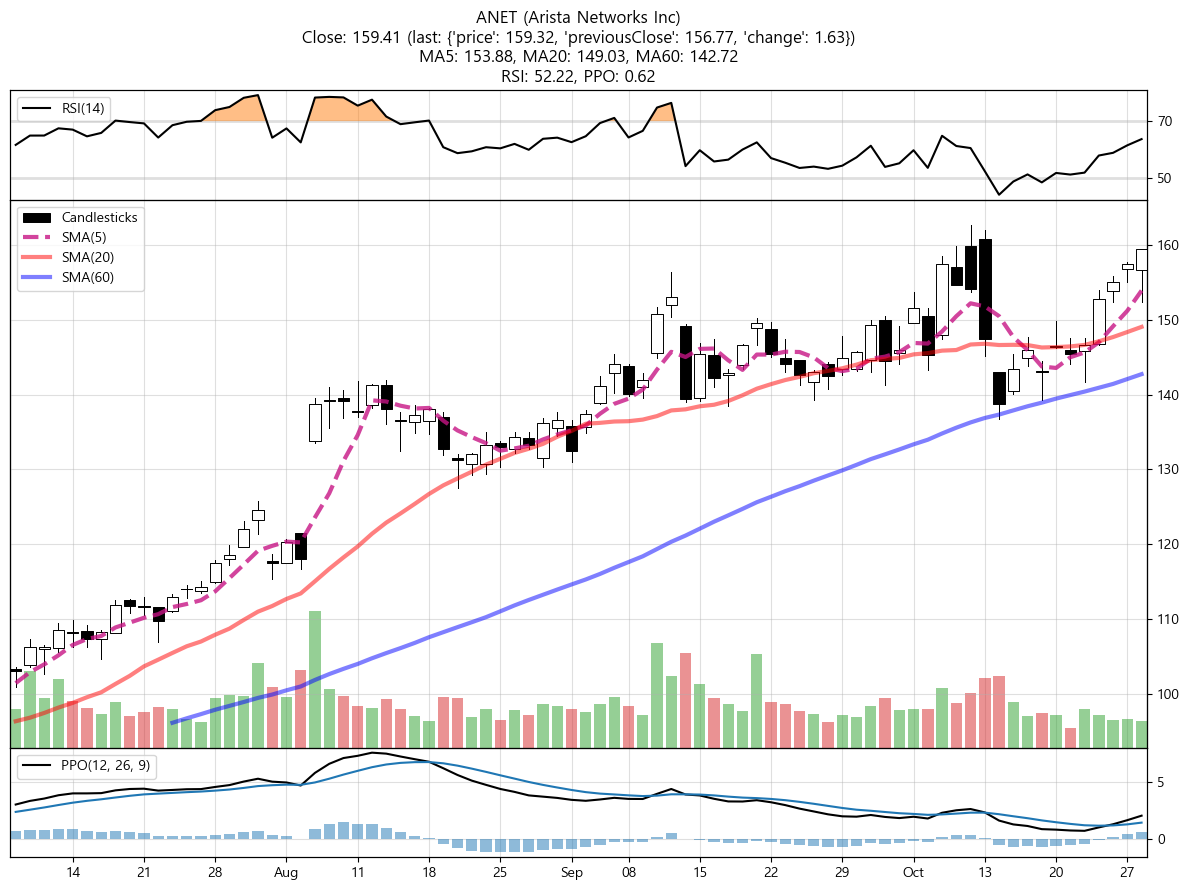 ANET (Arista Networks Inc)
Close: 159.41 (last: {'price': 159.32, 'previousClose': 156.77, 'change': 1.63})
MA5: 153.88, MA20: 149.03, MA60: 142.72
RSI: 52.22, PPO: 0.62
RSI(14)
70
50
Candlesticks
SMA(5)
SMA(20)
SMA(60)
160
150
140
130
120
110
100
PPO(12, 26, 9)
5
0
14 21 28 Aug 11 18 25 Sep 08 15 22 29 Oct 13 20 27